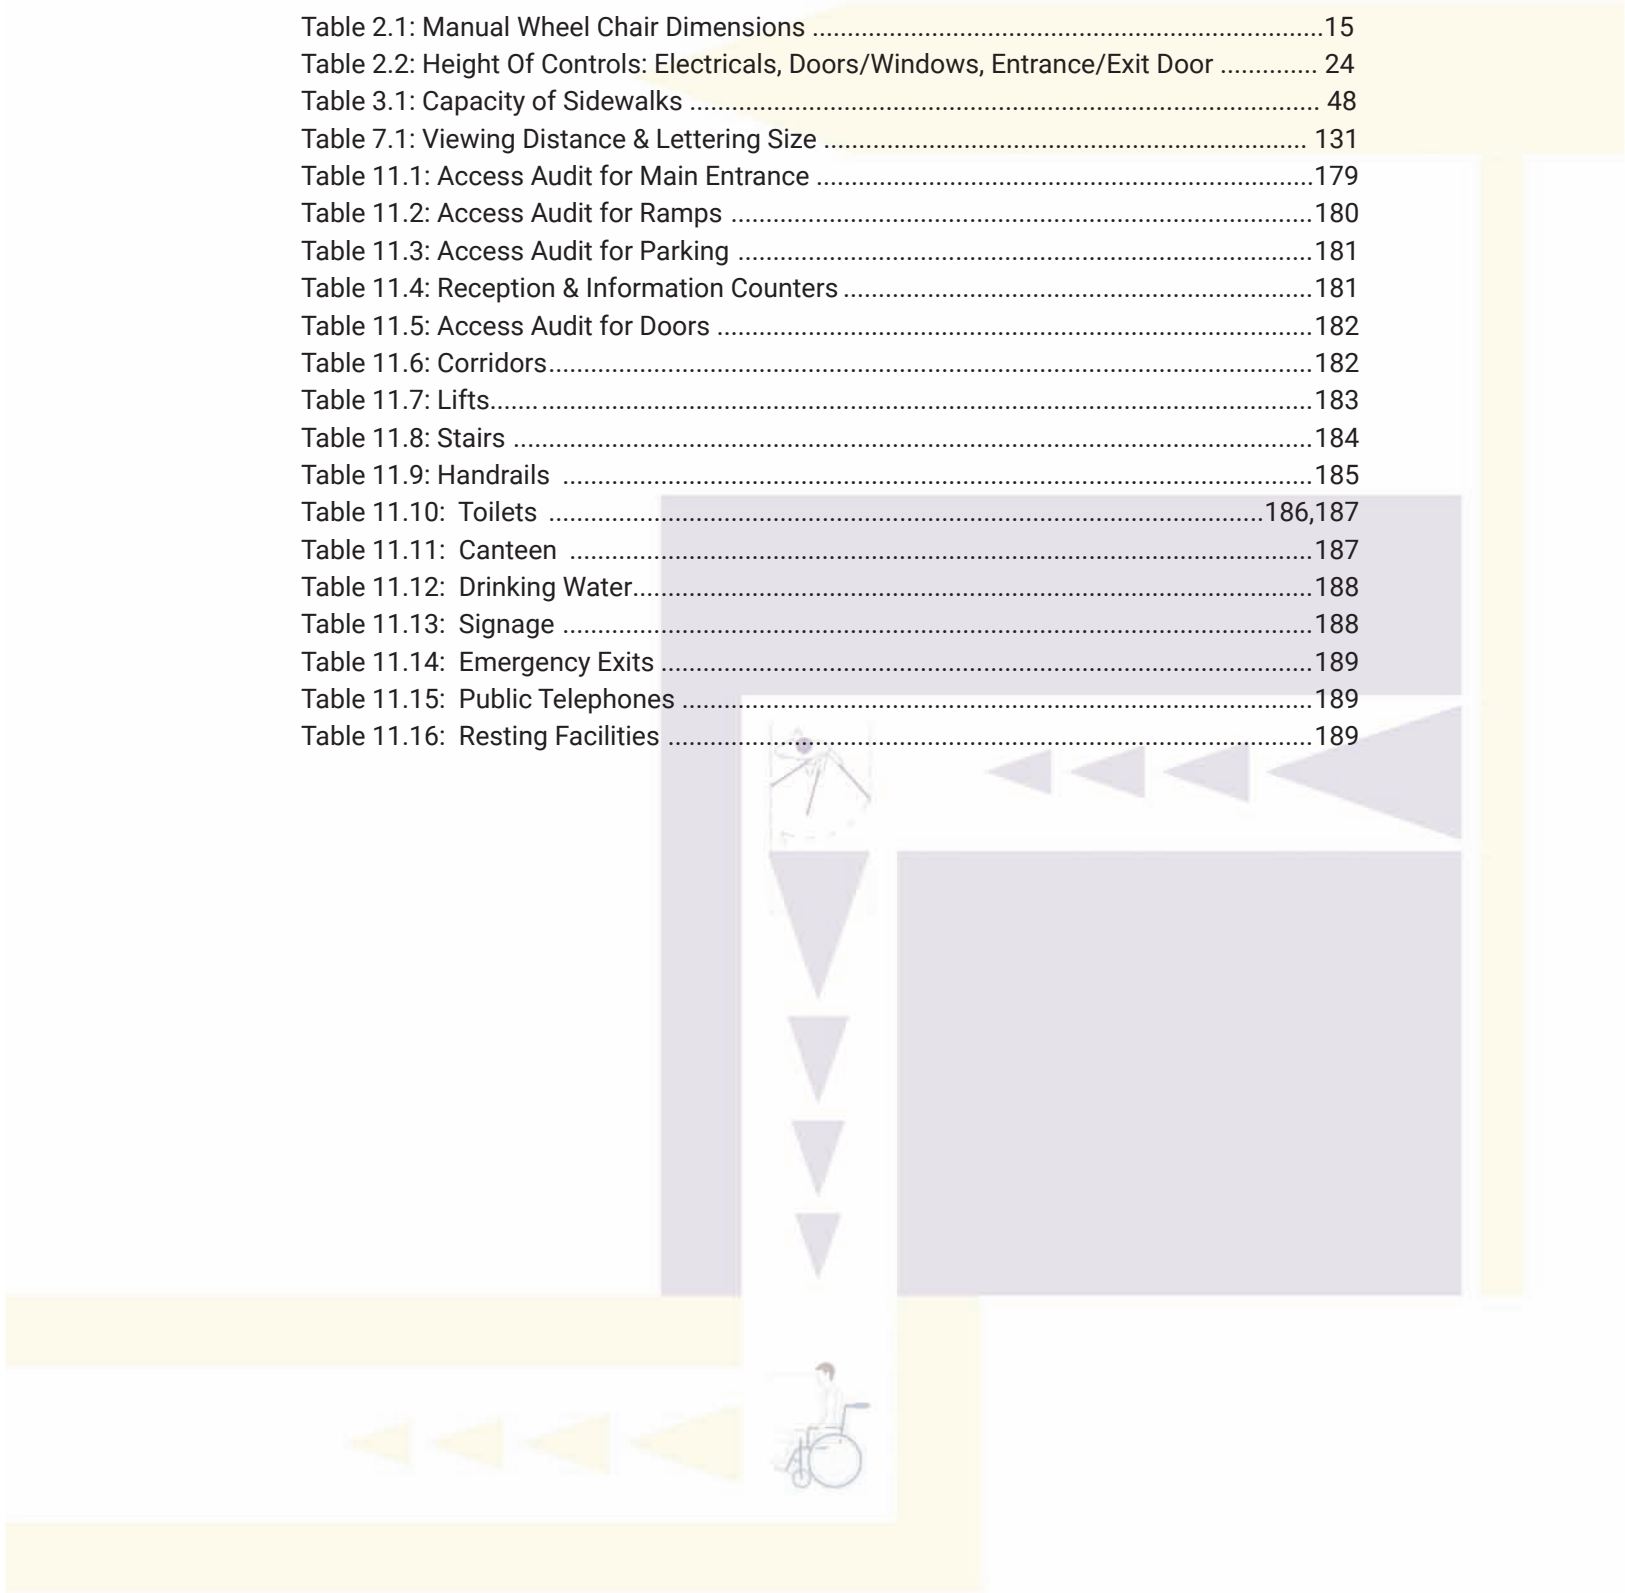 Table 2.1: Manual Wheel Chair Dimensions ........................................................................15
Table 2.2: Height Of Controls: Electricals, Doors/Windows, Entrance/Exit Door ............. 24
Table 3.1: Capacity of Sidewalks ......................................................................................... 48
Table 7.1: Viewing Distance & Lettering Size .................................................................... 131
Table 11.1: Access Audit for Main Entrance ......................................................................179
Table 11.2: Access Audit for Ramps ..................................................................................180
Table 11.3: Access Audit for Parking .................................................................................181
Table 11.4: Reception & Information Counters ..................................................................181
Table 11.5: Access Audit for Doors ....................................................................................182
Table 11.6: Corridors............................................................................................................182
Table 11.7: Lifts....................................................................................................................183
Table 11.8: Stairs .................................................................................................................184
Table 11.9: Handrails ..........................................................................................................185
Table 11.10:  Toilets .....................................................................................................186,187
Table 11.11:  Canteen .........................................................................................................187
Table 11.12:  Drinking Water................................................................................................188
Table 11.13:  Signage ..........................................................................................................188
Table 11.14:  Emergency Exits ............................................................................................189
Table 11.15:  Public Telephones .........................................................................................189
Table 11.16:  Resting Facilities ...........................................................................................189